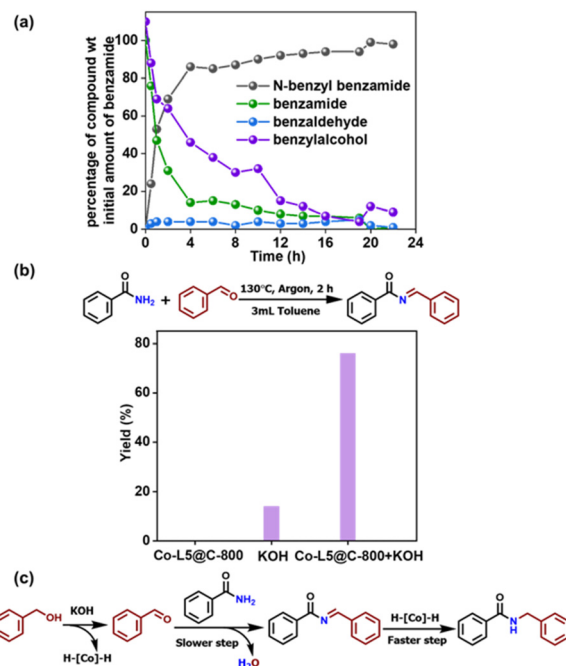 (a)
percentage of compound wt
initial amount of benzamide
100
80
60
40
20
0
N-benzyl benzamide
benzamide
benzaldehyde
benzylalcohol
0 4 8 12 16 20 24
Time (h)
(b)
O
NH2
+
O
130°C, Argon, 2 h
3mL Toluene
O
N
Yield (%)
80
60
40
20
0
Co-L5@C-800 KOH Co-L5@C-800+KOH
(c)
OH
KOH
H-[Co]-H
O
O
NH2
Slower step
H2O
O
N
H-[Co]-H
Faster step
O
N
H